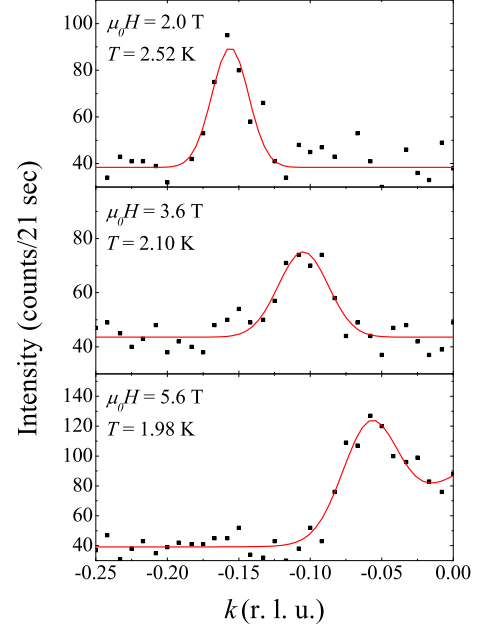 100
80
60
40
μ₀H = 2.0 T
T = 2.52 K
80
60
40
μ₀H = 3.6 T
T = 2.10 K
140
120
100
80
60
40
μ₀H = 5.6 T
T = 1.98 K
Intensity (counts/21 sec)
-0.25 -0.20 -0.15 -0.10 -0.05 0.00
k (r. l. u.)